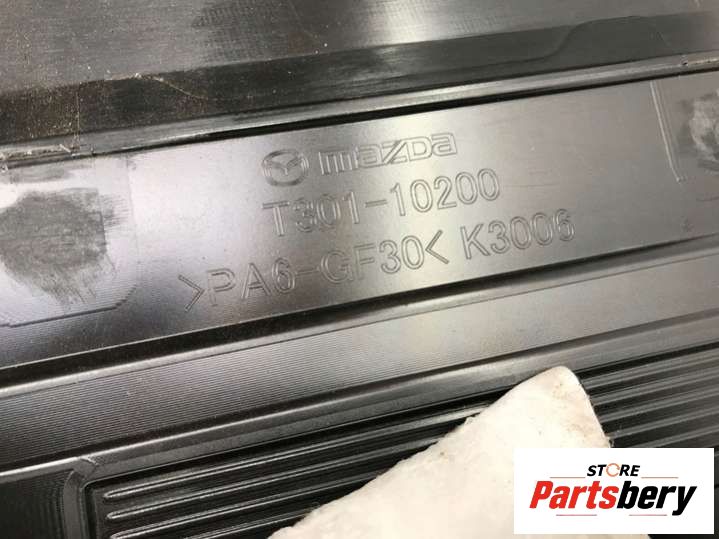 mazda
T301-10200
>PA6-GF30< K3006
STORE
Partsbery